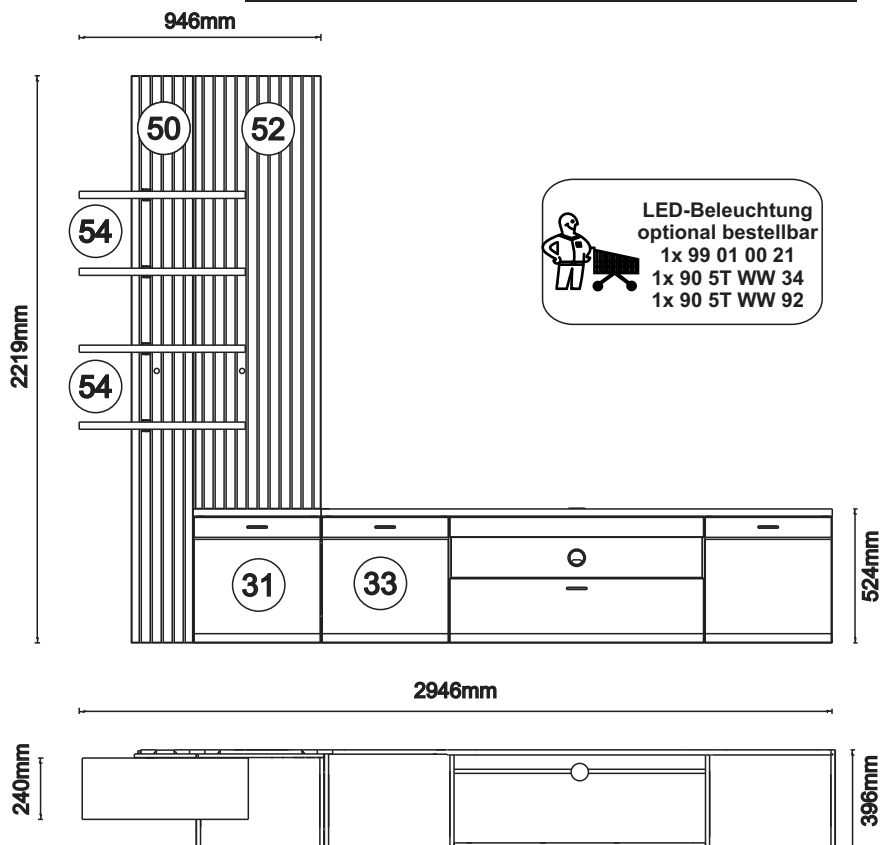 946mm
50
52
54
54
2219mm
LED-Beleuchtung
optional bestellbar
1x 99 01 00 21
1x 90 5T WW 34
1x 90 5T WW 92
31
33
524mm
2946mm
240mm
396mm